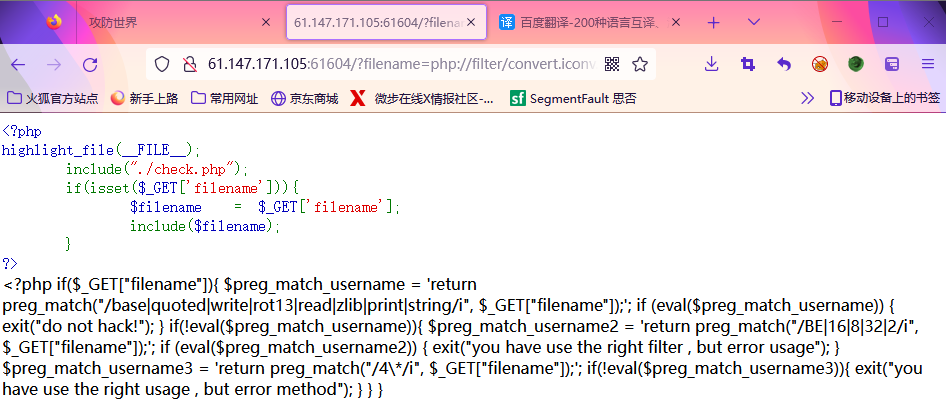 攻防世界
61.147.171.105:61604/?filenam
百度翻译-200种语言互译、
61.147.171.105:61604/?filename=php://filter/convert.iconv
火狐官方站点 新手上路 常用网址 京东商城 微步在线X情报社区-... SegmentFault 思否 移动设备上的书签
<?php
highlight_file(__FILE__);
include("./check.php");
if(isset($_GET['filename'])){
$filename = $_GET['filename'];
include($filename);
}
?>
<?php if($_GET["filename"]){ $preg_match_username = 'return
preg_match("/base|quoted|write|rot13|read|zlib|print|string/i", $_GET["filename"]);'; if (eval($preg_match_username)) {
exit("do not hack!"); } if(!eval($preg_match_username)){ $preg_match_username2 = 'return preg_match("/BE|16|8|32|2/i",
$_GET["filename"]);'; if (eval($preg_match_username2)) { exit("you have use the right filter , but error usage"); }
$preg_match_username3 = 'return preg_match("/4\*/i", $_GET["filename"]);'; if(!eval($preg_match_username3)){ exit("you
have use the right usage , but error method"); } } }